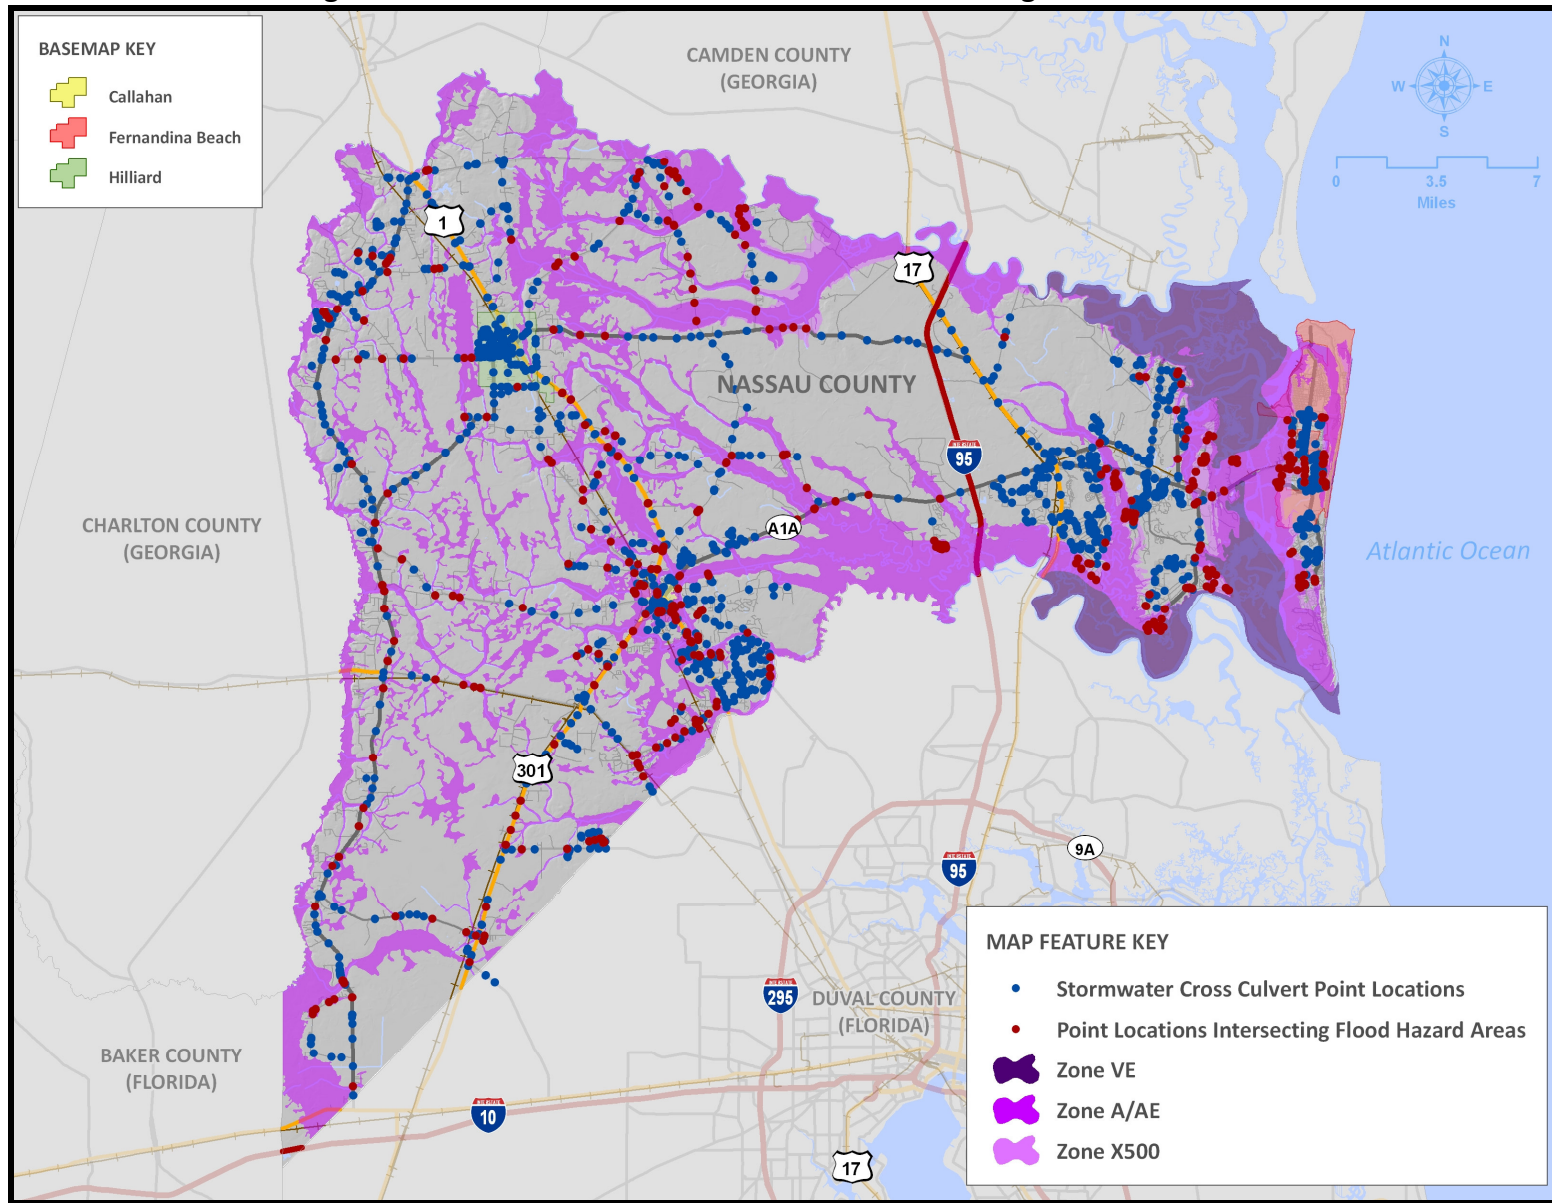 BASEMAP KEY
Callahan
Fernandina Beach
Hilliard
CAMDEN COUNTY
(GEORGIA)
N
W
E
S
0
3.5
7
Miles
1
17
NASSAU COUNTY
95
CHARLTON COUNTY
(GEORGIA)
A1A
Atlantic Ocean
301
9A
95
295
DUVAL COUNTY
(FLORIDA)
BAKER COUNTY
(FLORIDA)
10
17
MAP FEATURE KEY
Stormwater Cross Culvert Point Locations
Point Locations Intersecting Flood Hazard Areas
Zone VE
Zone A/AE
Zone X500